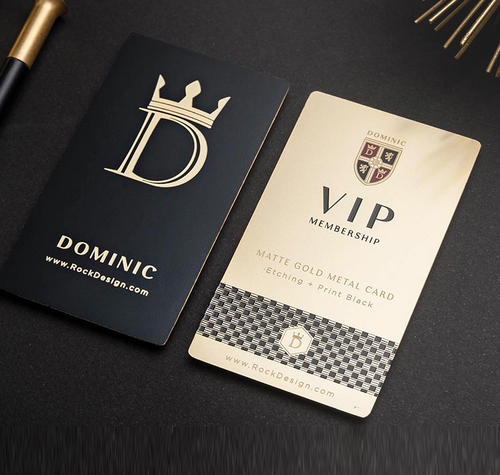 D
DOMINIC
www.RockDesign.com
DOMINIC
D
D
VIP
MEMBERSHIP
MATTE GOLD METAL CARD
Etching + Print Black
D
www.RockDesign.com